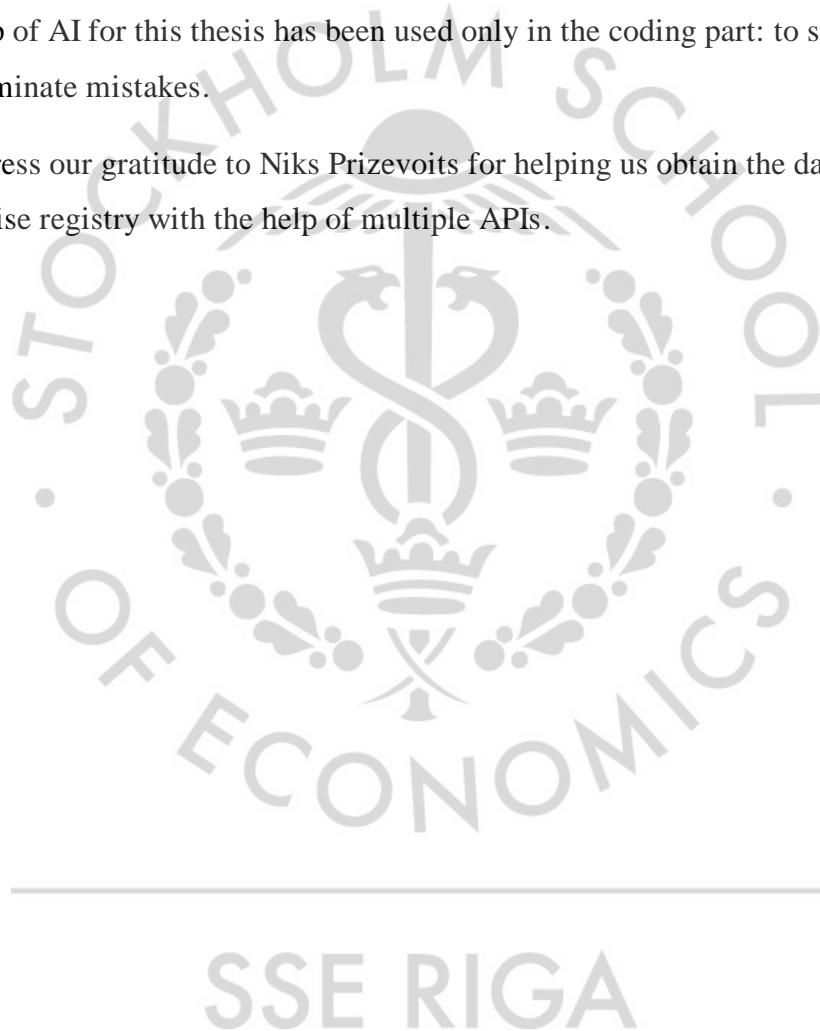 of AI for this thesis has been used only in the coding part: to s
minate mistakes.
ress our gratitude to Niks Prizevoits for helping us obtain the da
ise registry with the help of multiple APIs.
STOCKHOLM SCHOOL
· OF ECONOMICS ·
SSE RIGA